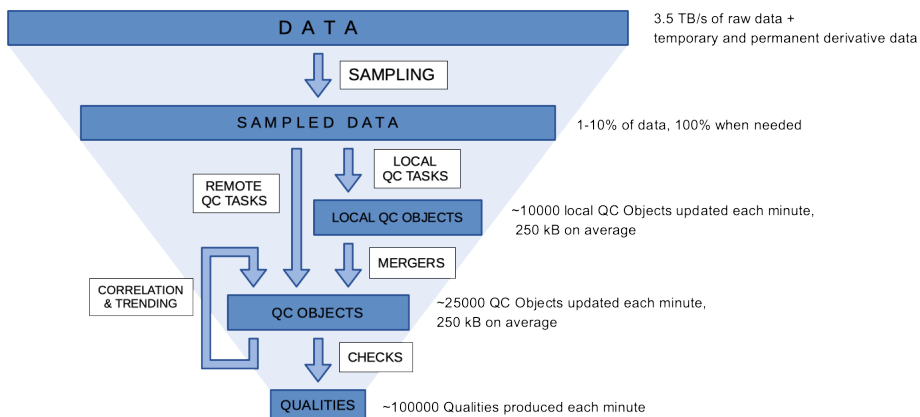 DATA
3.5 TB/s of raw data +
temporary and permanent derivative data
SAMPLING
SAMPLED DATA
1-10% of data, 100% when needed
REMOTE
QC TASKS
LOCAL
QC TASKS
LOCAL QC OBJECTS
~10000 local QC Objects updated each minute,
250 kB on average
MERGERS
CORRELATION
& TRENDING
QC OBJECTS
~25000 QC Objects updated each minute,
250 kB on average
CHECKS
QUALITIES
~100000 Qualities produced each minute